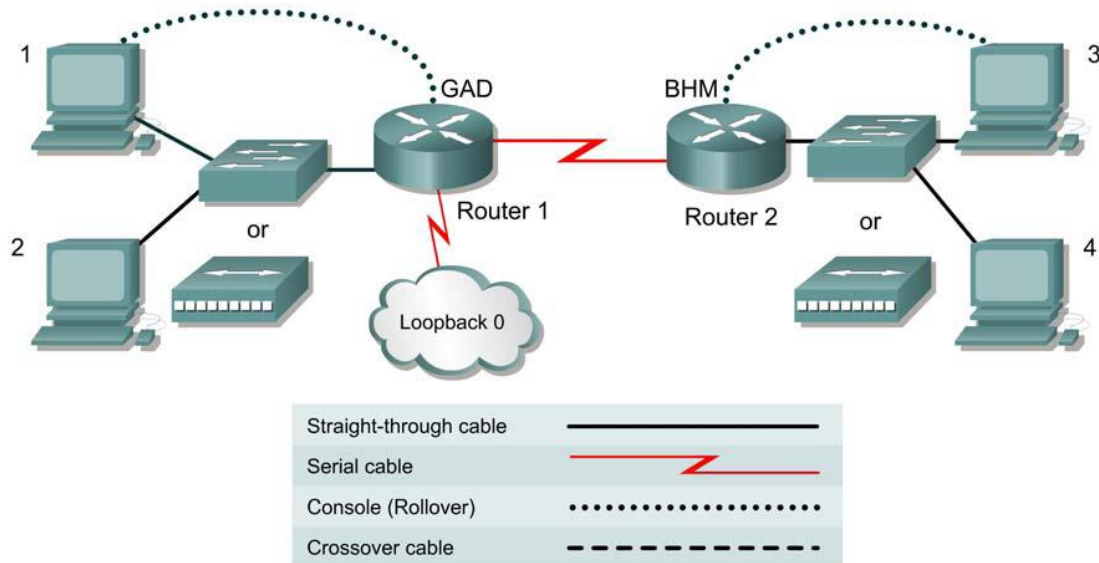 1
GAD
BHM
3
Router 1
Router 2
2
or
or
4
Loopback 0
Straight-through cable
Serial cable
Console (Rollover)
Crossover cable